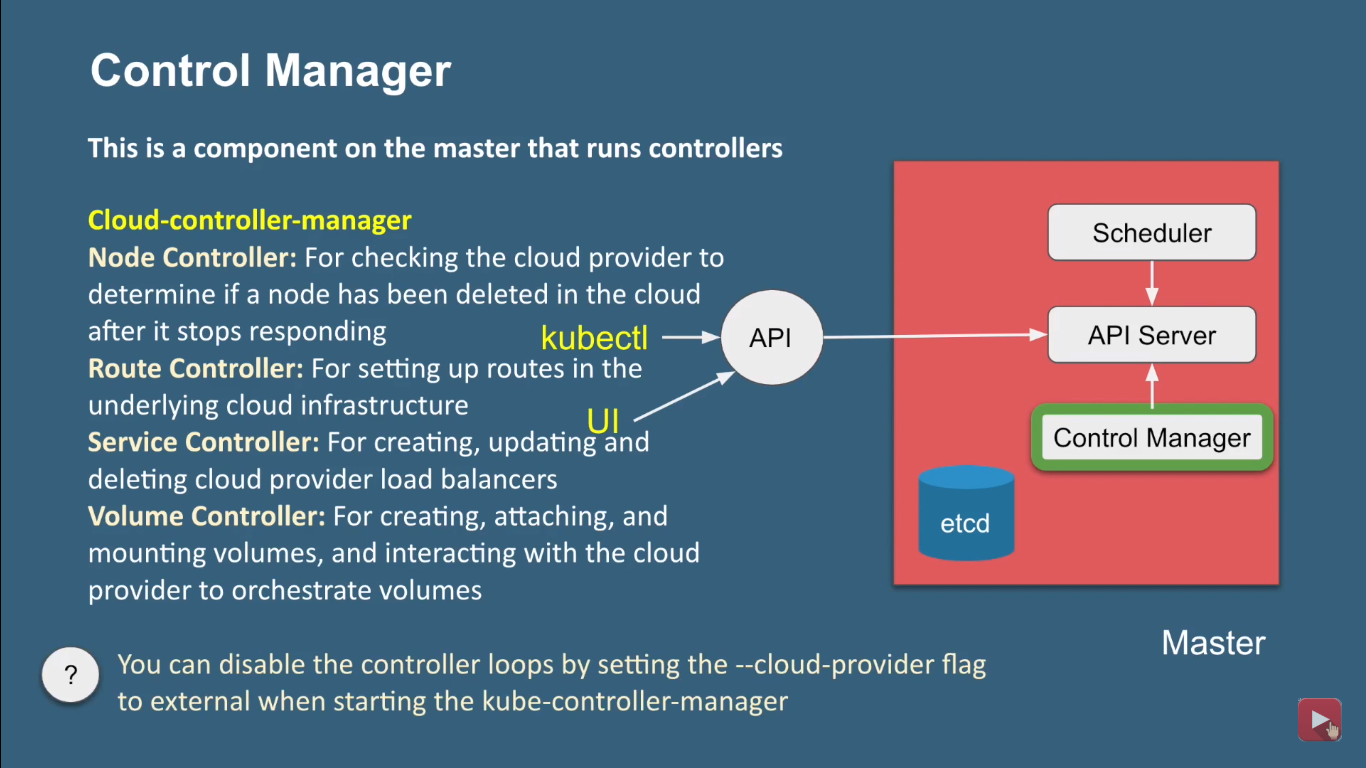 Control Manager
This is a component on the master that runs controllers
Cloud-controller-manager
Node Controller: For checking the cloud provider to
determine if a node has been deleted in the cloud
after it stops responding
Route Controller: For setting up routes in the
underlying cloud infrastructure
Service Controller: For creating, updating and
deleting cloud provider load balancers
Volume Controller: For creating, attaching, and
mounting volumes, and interacting with the cloud
provider to orchestrate volumes
kubectl
UI
API
Scheduler
API Server
Control Manager
etcd
Master
?
You can disable the controller loops by setting the --cloud-provider flag
to external when starting the kube-controller-manager